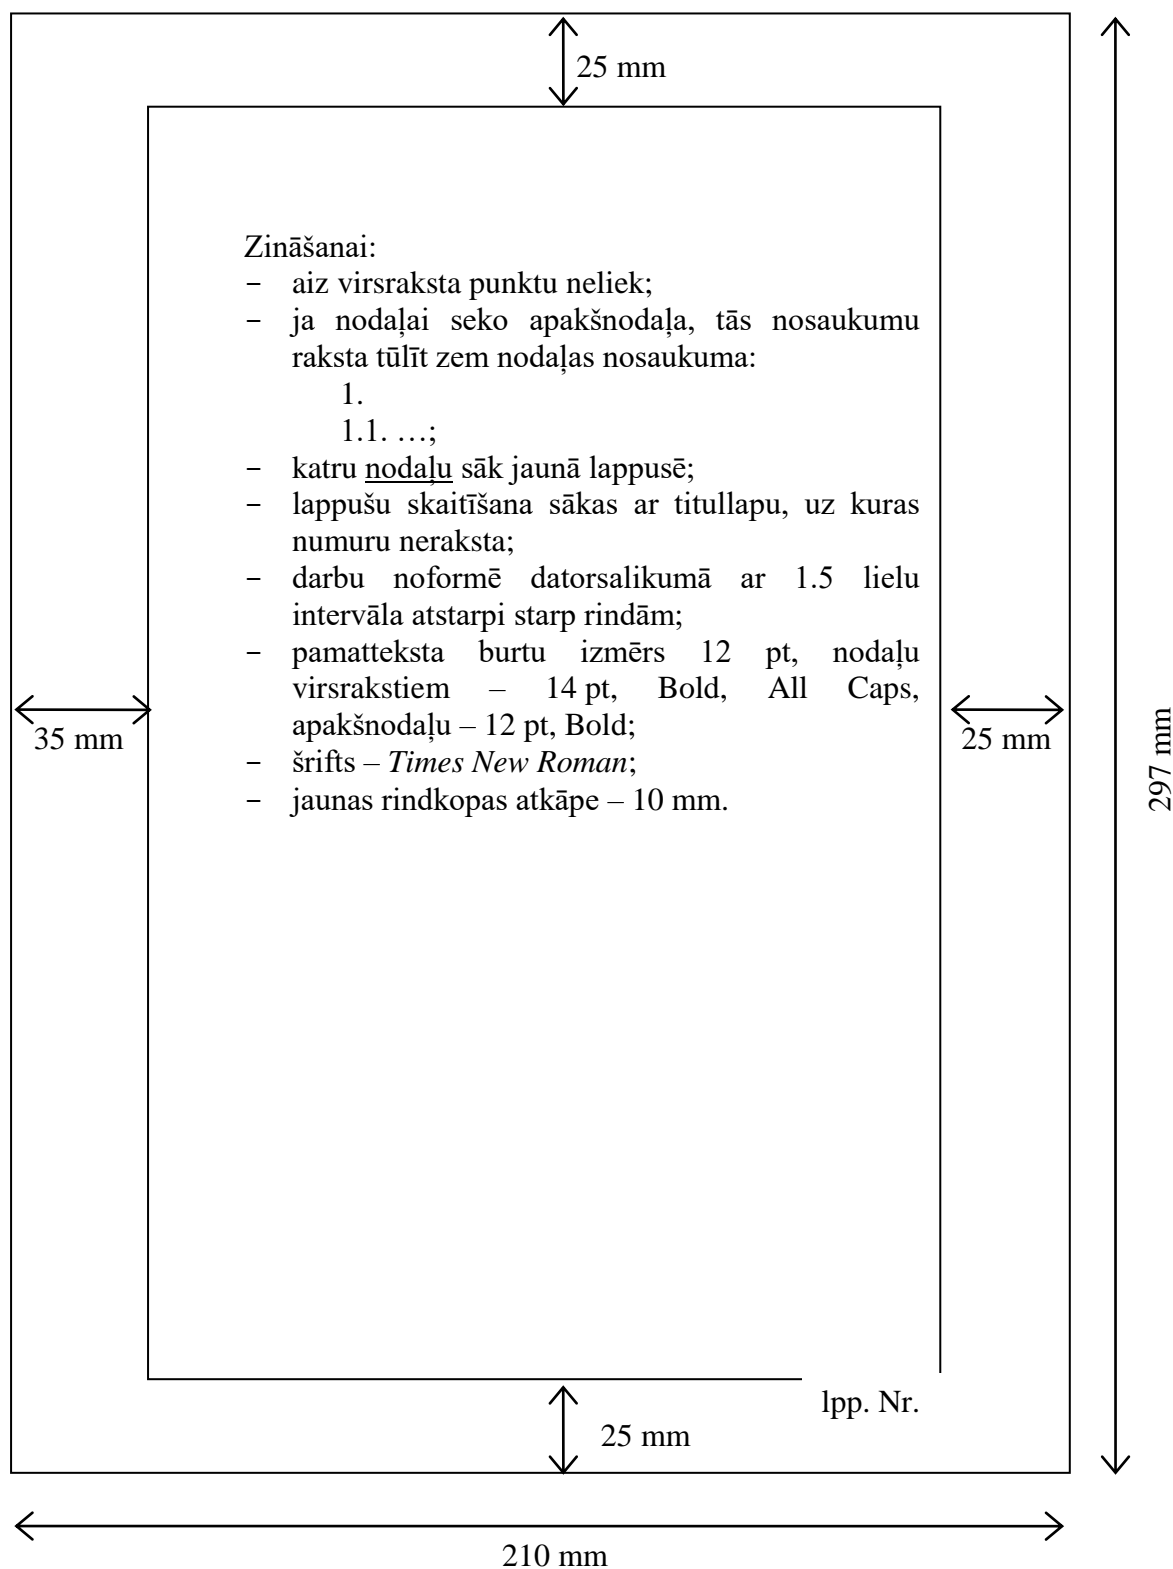 25 mm
Zināšanai:
- aiz virsraksta punktu neliek;
- ja nodaļai seko apakšnodaļa, tās nosaukumu
raksta tūlīt zem nodaļas nosaukuma:
1.
1.1. …;
- katru nodaļu sāk jaunā lappusē;
- lappušu skaitīšana sākas ar titullapu, uz kuras
numuru neraksta;
- darbu noformē datorsalikumā ar 1.5 lielu
intervāla atstarpi starp rindām;
- pamatteksta burtu izmērs 12 pt, nodaļu
virsrakstiem – 14 pt, Bold, All Caps,
apakšnodaļu – 12 pt, Bold;
- šrifts – Times New Roman;
- jaunas rindkopas atkāpe – 10 mm.
35 mm
25 mm
297 mm
lpp. Nr.
25 mm
210 mm